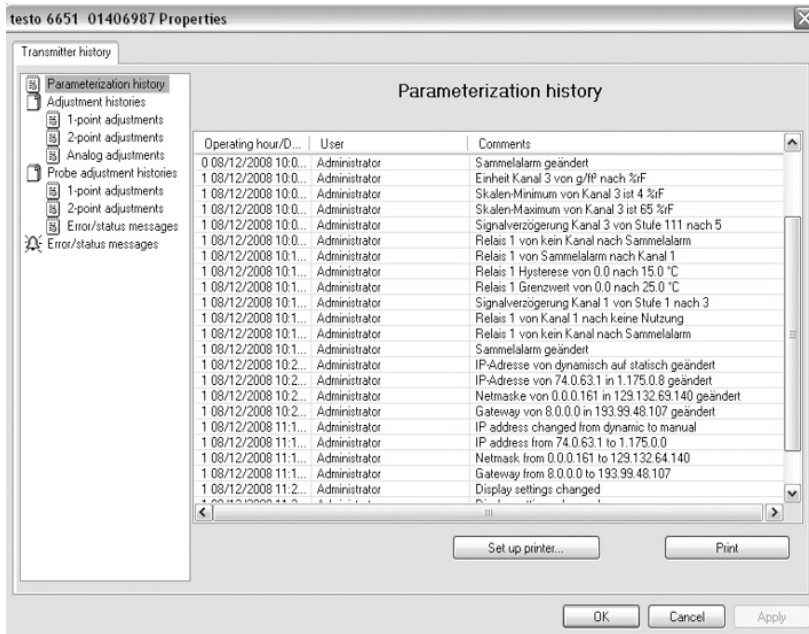 testo 6651 01406987 Properties
Transmitter history
Parameterization history
Adjustment histories
1-point adjustments
2-point adjustments
Analog adjustments
Probe adjustment histories
1-point adjustments
2-point adjustments
Error/status messages
Error/status messages
Parameterization history
Operating hour/D... User Comments
0 08/12/2008 10:0... Administrator Sammelalarm geändert
1 08/12/2008 10:0... Administrator Einheit Kanal 3 von g/ft³ nach %rF
1 08/12/2008 10:0... Administrator Skalen-Minimum von Kanal 3 ist 4 %rF
1 08/12/2008 10:0... Administrator Skalen-Maximum von Kanal 3 ist 65 %rF
1 08/12/2008 10:0... Administrator Signalverzögerung Kanal 3 von Stufe 111 nach 5
1 08/12/2008 10:0... Administrator Relais 1 von kein Kanal nach Sammelalarm
1 08/12/2008 10:1... Administrator Relais 1 von Sammelalarm nach Kanal 1
1 08/12/2008 10:1... Administrator Relais 1 Hysterese von 0.0 nach 15.0 °C
1 08/12/2008 10:1... Administrator Relais 1 Grenzwert von 0.0 nach 25.0 °C
1 08/12/2008 10:1... Administrator Signalverzögerung Kanal 1 von Stufe 1 nach 3
1 08/12/2008 10:1... Administrator Relais 1 von Kanal 1 nach keine Nutzung
1 08/12/2008 10:1... Administrator Relais 1 von kein Kanal nach Sammelalarm
1 08/12/2008 10:1... Administrator Sammelalarm geändert
1 08/12/2008 10:2... Administrator IP-Adresse von dynamisch auf statisch geändert
1 08/12/2008 10:2... Administrator IP-Adresse von 74.0.63.1 in 1.175.0.8 geändert
1 08/12/2008 10:2... Administrator Netmaske von 0.0.0.161 in 129.132.69.140 geändert
1 08/12/2008 10:2... Administrator Gateway von 8.0.0.0 in 193.99.48.107 geändert
1 08/12/2008 11:1... Administrator IP address changed from dynamic to manual
1 08/12/2008 11:1... Administrator IP address from 74.0.63.1 to 1.175.0.0
1 08/12/2008 11:1... Administrator Netmask from 0.0.0.161 to 129.132.64.140
1 08/12/2008 11:1... Administrator Gateway from 8.0.0.0 to 193.99.48.107
1 08/12/2008 11:2... Administrator Display settings changed
Set up printer... Print
OK Cancel Apply